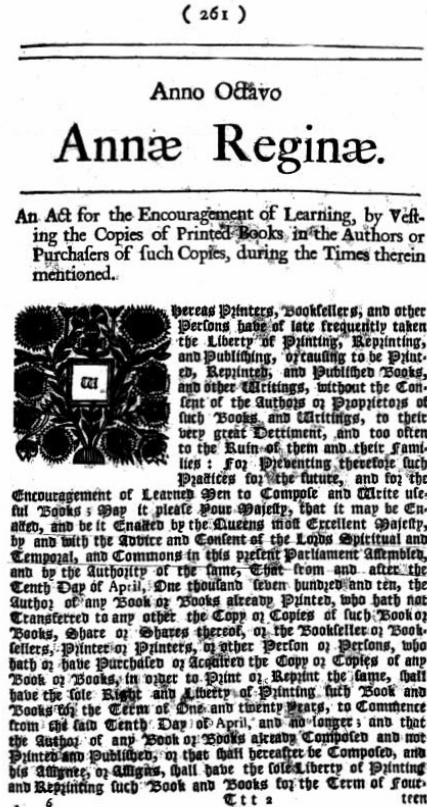 ( 261 )
Anno Octavo
Annæ Reginæ.
An Act for the Encouragement of Learning, by Vest-
ing the Copies of Printed Books in the Authors or
Purchasers of such Copies, during the Times therein
mentioned.
Whereas Printers, Booksellers, and other
Persons have of late frequently taken
the Liberty of Printing, Reprinting,
and Publishing, or causing to be Print-
ed, Reprinted, and Published Books,
and other Writings, without the Con-
sent of the Authors or Proprietors of
such Books and Writings, to their
very great Detriment, and too often
to the Ruin of them and their Fami-
lies : For Preventing therefore such
Practices for the future, and for the
Encouragement of Learned Men to Compose and Write use-
ful Books ; May it please Your Majesty, that it may be En-
acted, and be it Enacted by the Queens most Excellent Majesty,
by and with the Advice and Consent of the Lords Spiritual and
Temporal, and Commons in this present Parliament Assembled,
and by the Authority of the same, That from and after the
Tenth Day of April, One thousand seven hundred and ten, the
Author of any Book or Books already Printed, who hath not
Transferred to any other the Copy or Copies of such Book or
Books, Share or Shares thereof, or the Bookseller or Book-
sellers, Printer or Printers, or other Person or Persons, who
hath or have Purchased or Acquired the Copy or Copies of any
Book or Books, in order to Print or Reprint the same, shall
have the sole Right and Liberty of Printing such Book and
Books for the Term of One and twenty Years, to Commence
from the said Tenth Day of April, and no longer ; and that
the Author of any Book or Books already Composed and not
Printed and Published, or that shall hereafter be Composed, and
his Assignee, or Assigns, shall have the sole Liberty of Printing
and Reprinting such Book and Books for the Term of Four-
6 Ttt 2 teen